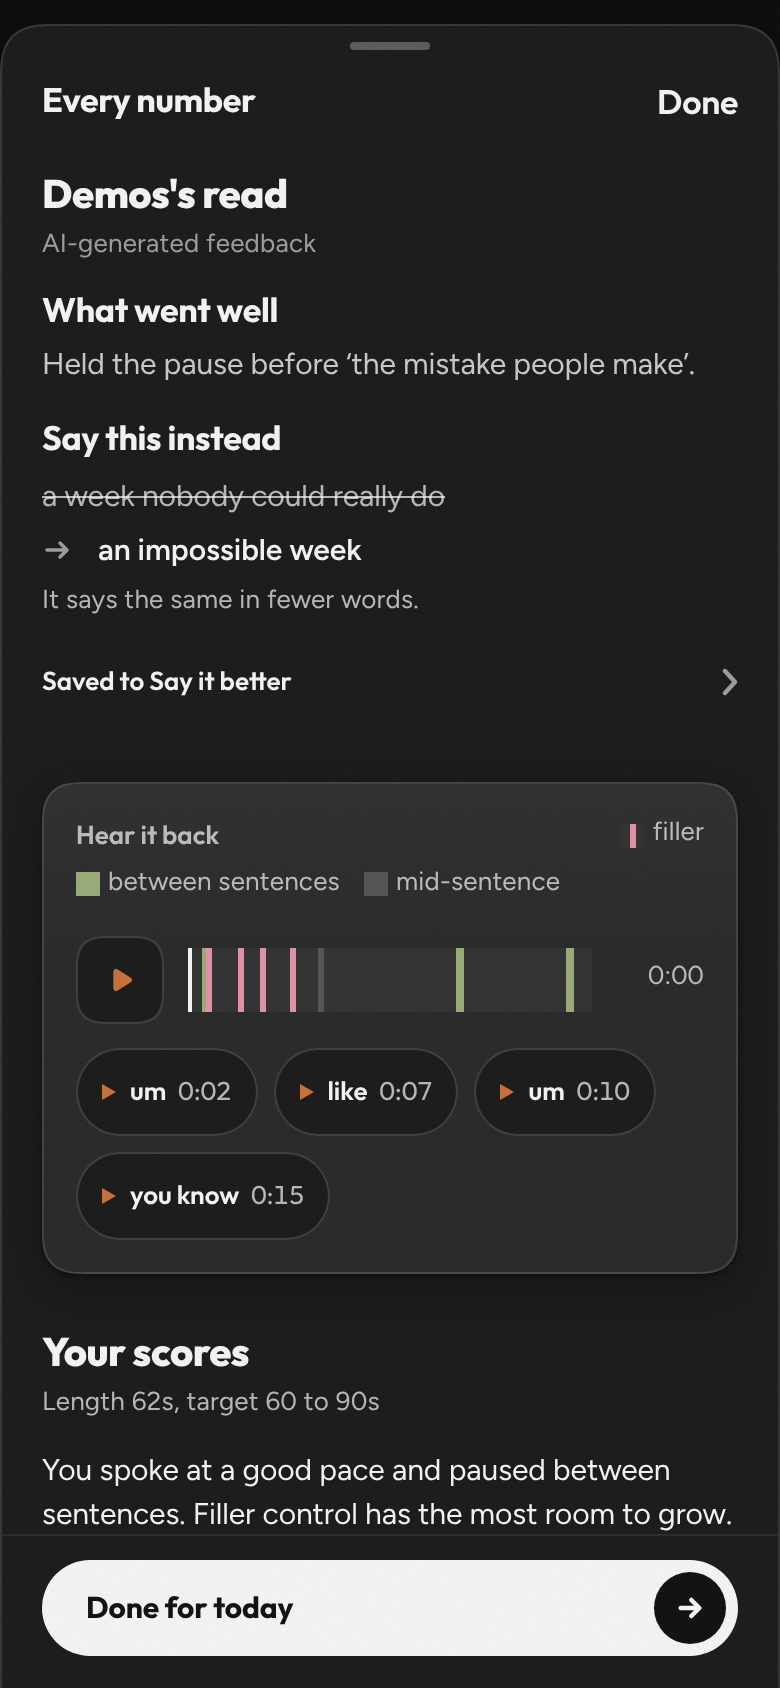 Every number
Done
Demos's read
AI-generated feedback
What went well
Held the pause before ‘the mistake people make’.
Say this instead
a week nobody could really do
→ an impossible week
It says the same in fewer words.
Saved to Say it better
Hear it back
filler
between sentences
mid-sentence
0:00
um 0:02
like 0:07
um 0:10
you know 0:15
Your scores
Length 62s, target 60 to 90s
You spoke at a good pace and paused between
sentences. Filler control has the most room to grow.
Done for today